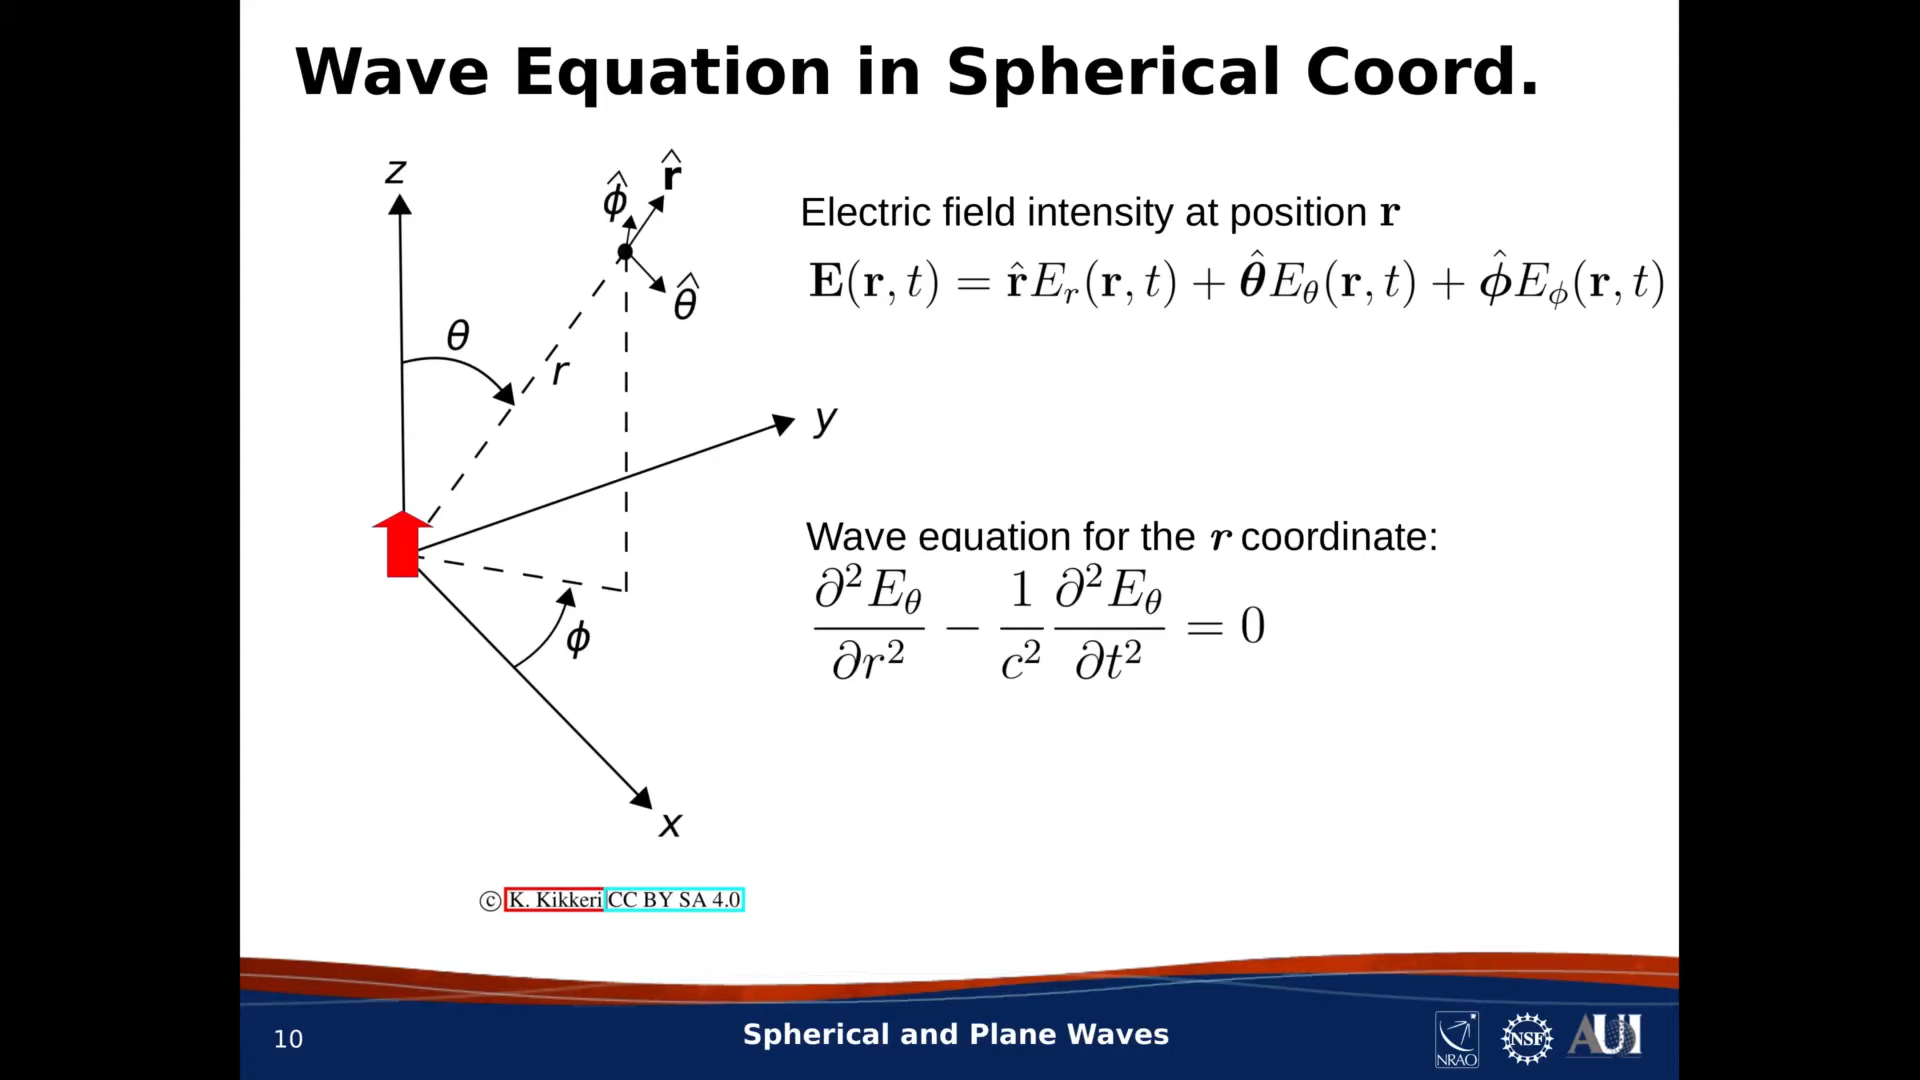 Wave Equation in Spherical Coord.
z
ϕ̂ r̂
θ̂
θ
r
y
ϕ
x
© K. Kikkeri CC BY SA 4.0
Electric field intensity at position r
E(r, t) = r̂E_r(r, t) + θ̂E_θ(r, t) + ϕ̂E_ϕ(r, t)
Wave equation for the r coordinate:
∂²E_θ/∂r² − 1/c² ∂²E_θ/∂t² = 0
10
Spherical and Plane Waves
NRAO
NSF
AUI